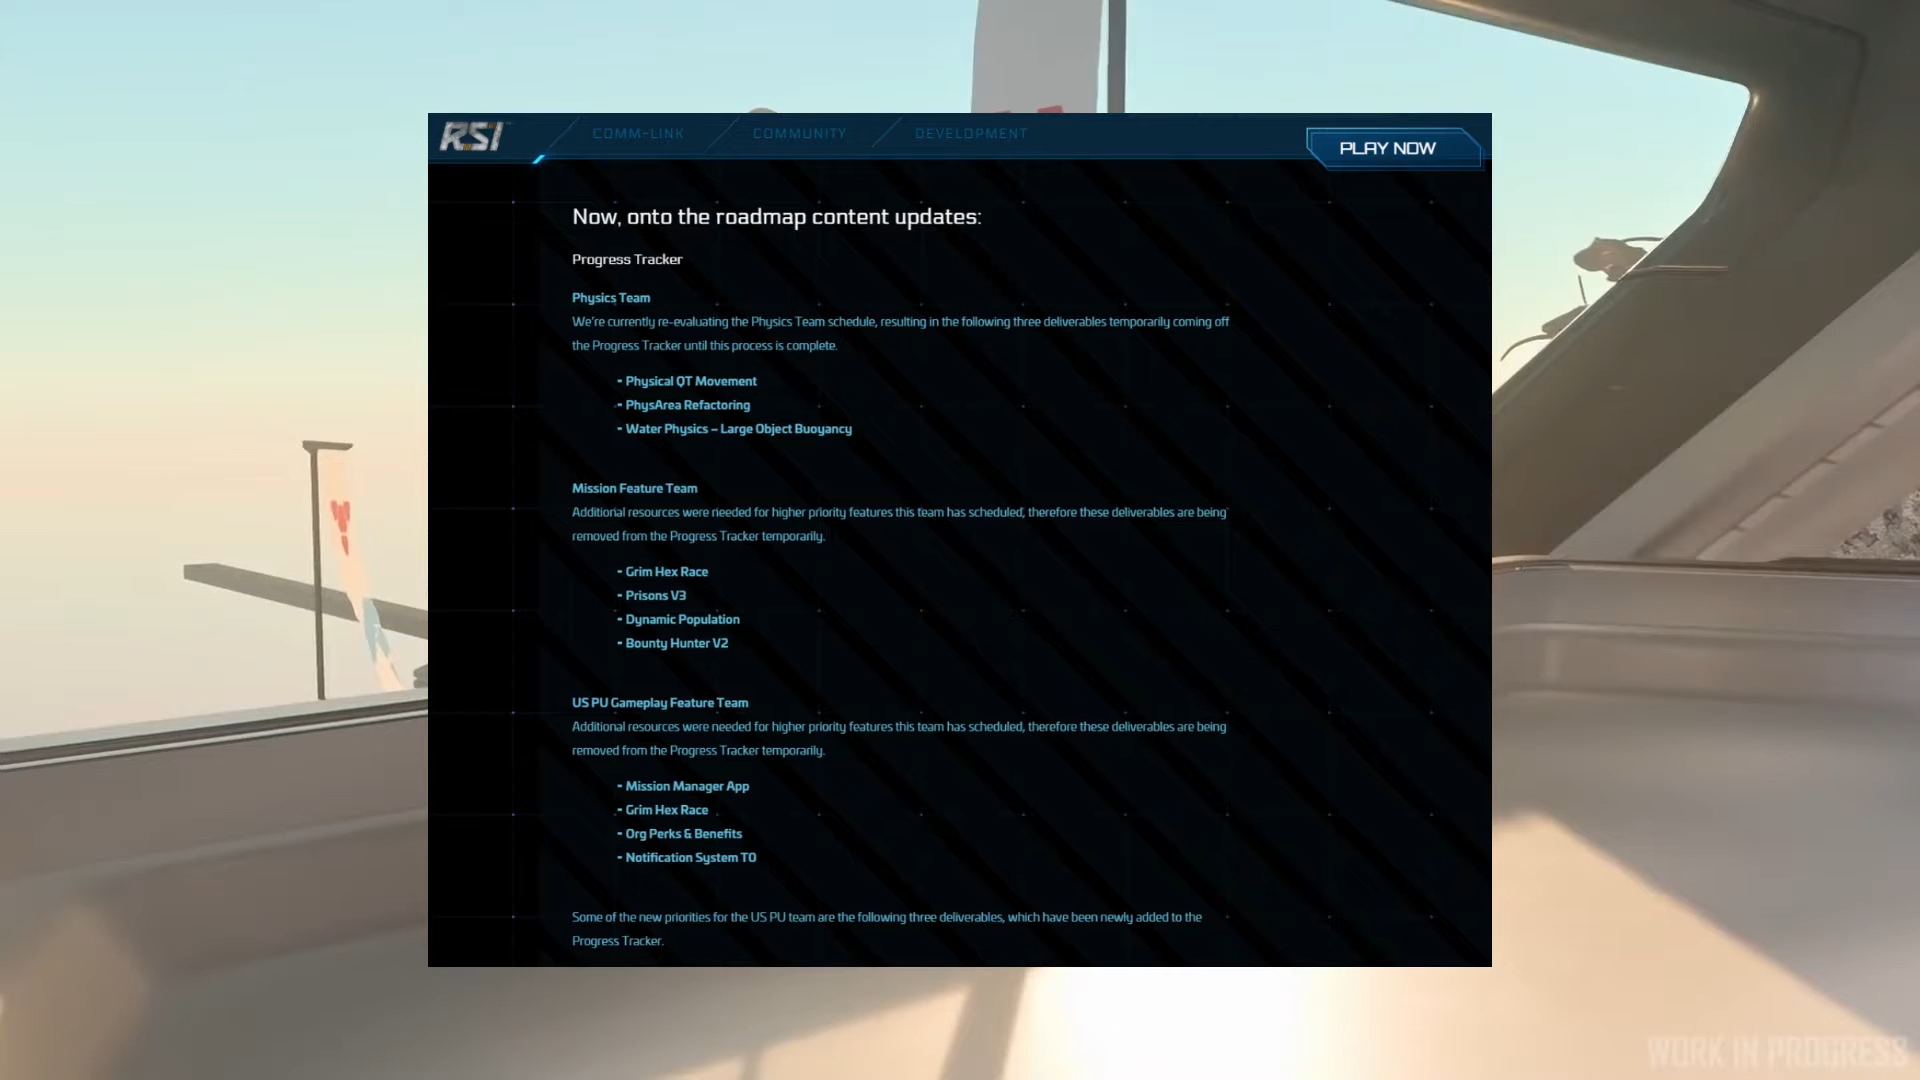 RSI
COMM-LINK
COMMUNITY
DEVELOPMENT
PLAY NOW
Now, onto the roadmap content updates:
Progress Tracker
Physics Team
We're currently re-evaluating the Physics Team schedule, resulting in the following three deliverables temporarily coming off
the Progress Tracker until this process is complete.
- Physical QT Movement
- PhysArea Refactoring
- Water Physics – Large Object Buoyancy
Mission Feature Team
Additional resources were needed for higher priority features this team has scheduled, therefore these deliverables are being
removed from the Progress Tracker temporarily.
- Grim Hex Race
- Prisons V3
- Dynamic Population
- Bounty Hunter V2
US PU Gameplay Feature Team
Additional resources were needed for higher priority features this team has scheduled, therefore these deliverables are being
removed from the Progress Tracker temporarily.
- Mission Manager App
- Grim Hex Race
- Org Perks & Benefits
- Notification System T0
Some of the new priorities for the US PU team are the following three deliverables, which have been newly added to the
Progress Tracker.
WORK IN PROGRESS